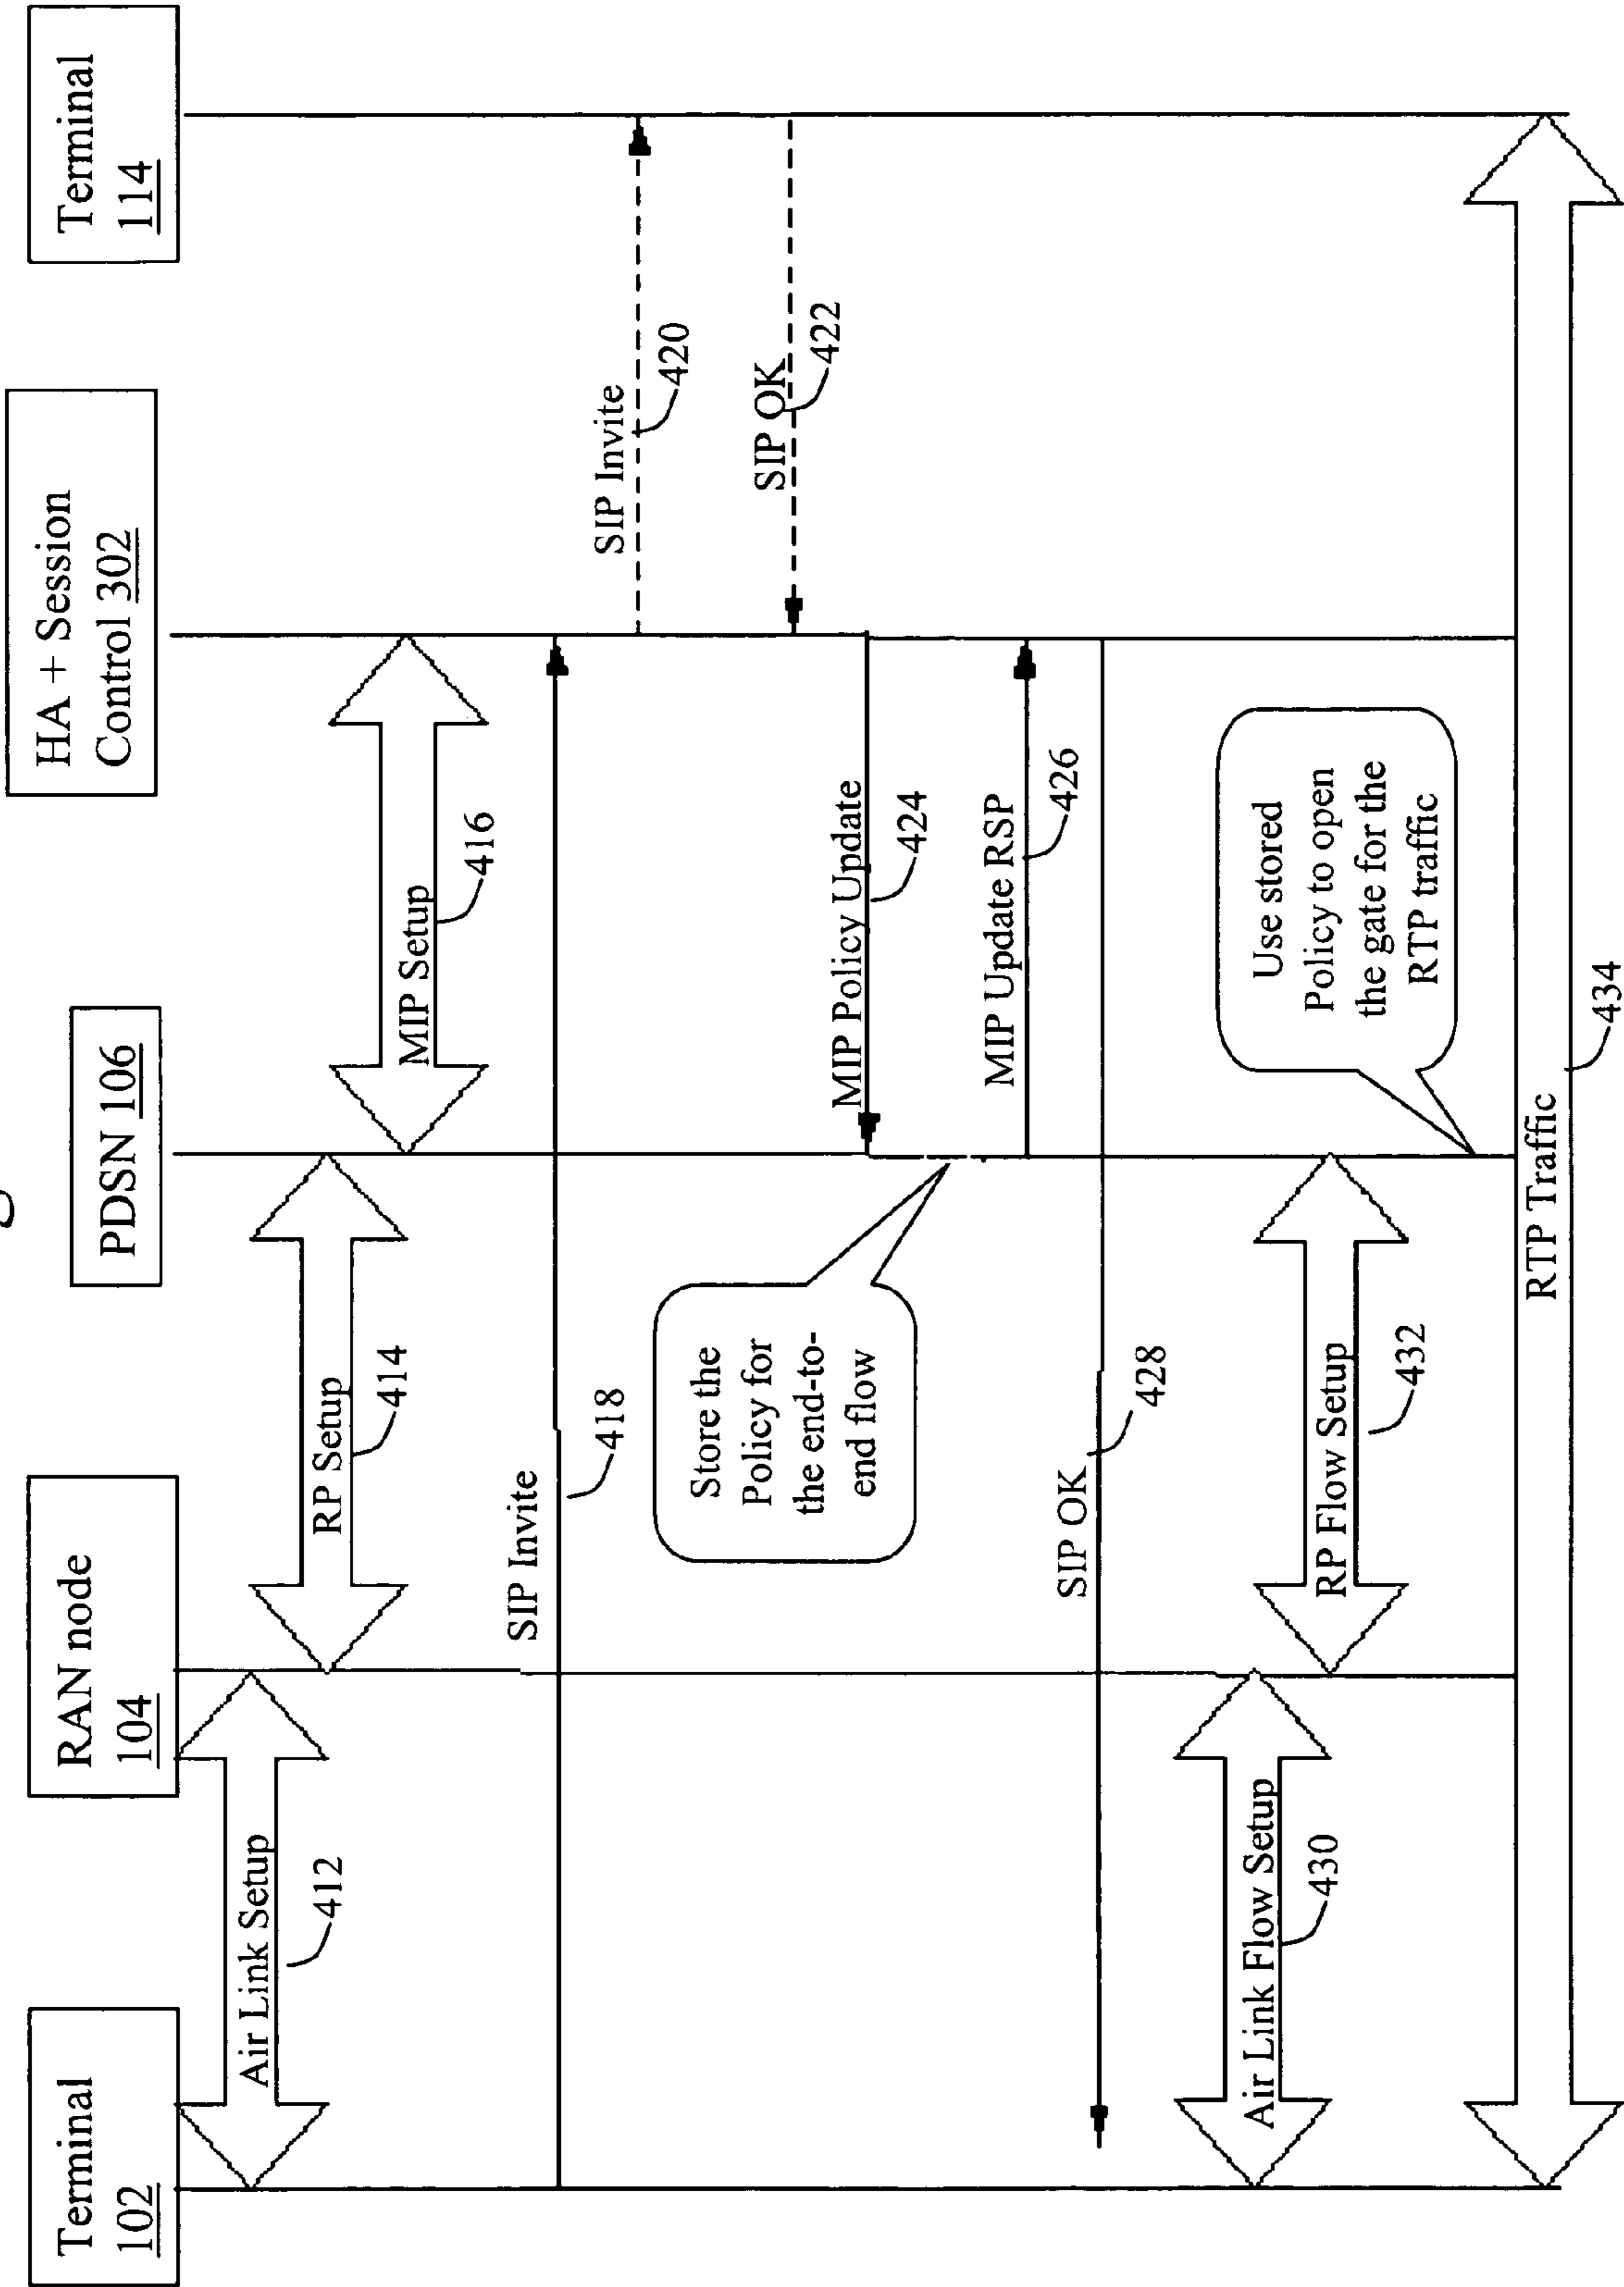 Terminal
102
RAN node
104
PDSN 106
HA + Session
Control 302
Terminal
114
Air Link Setup
412
RP Setup
414
MIP Setup
416
SIP Invite
418
SIP Invite
420
SIP OK
422
MIP Policy Update
424
Store the
Policy for
the end-to-
end flow
MIP Update RSP
426
SIP OK
428
Air Link Flow Setup
430
RP Flow Setup
432
Use stored
Policy to open
the gate for the
RTP traffic
RTP Traffic
434